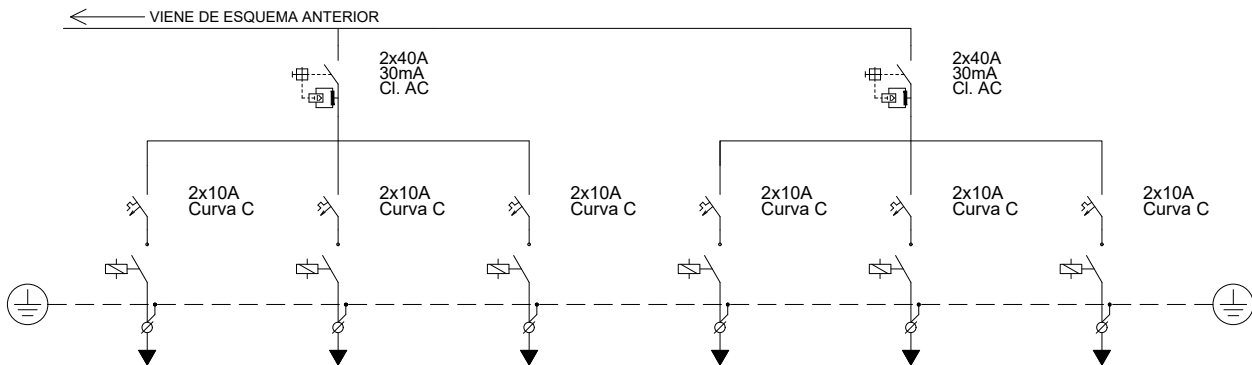 VIENE DE ESQUEMA ANTERIOR
2x40A
30mA
Cl. AC
2x40A
30mA
Cl. AC
2x10A
Curva C
2x10A
Curva C
2x10A
Curva C
2x10A
Curva C
2x10A
Curva C
2x10A
Curva C